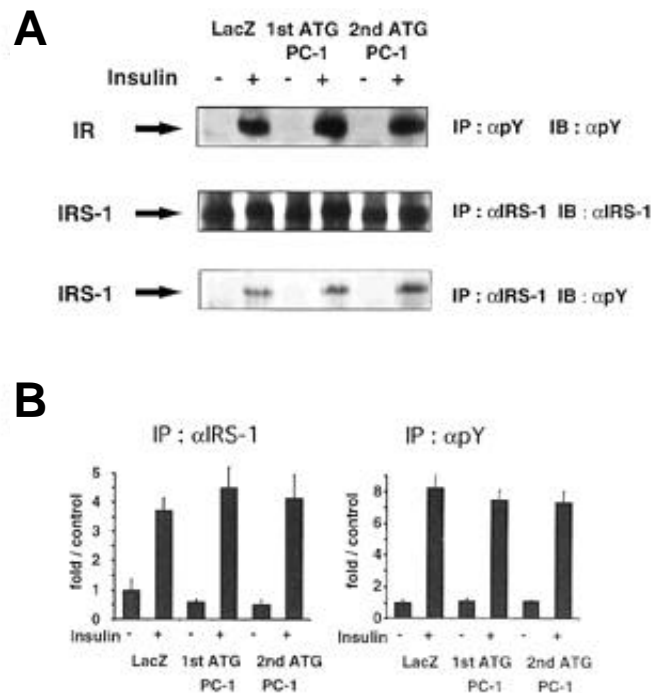 A
LacZ 1st ATG 2nd ATG
PC-1 PC-1
Insulin - + - + - +
IR IP : αpY IB : αpY
IRS-1 IP : αIRS-1 IB : αIRS-1
IRS-1 IP : αIRS-1 IB : αpY
B
IP : αIRS-1
fold / control
5
4
3
2
1
0
Insulin - + - + - +
LacZ 1st ATG 2nd ATG
PC-1 PC-1
IP : αpY
fold / control
8
6
4
2
0
Insulin - + - + - +
LacZ 1st ATG 2nd ATG
PC-1 PC-1